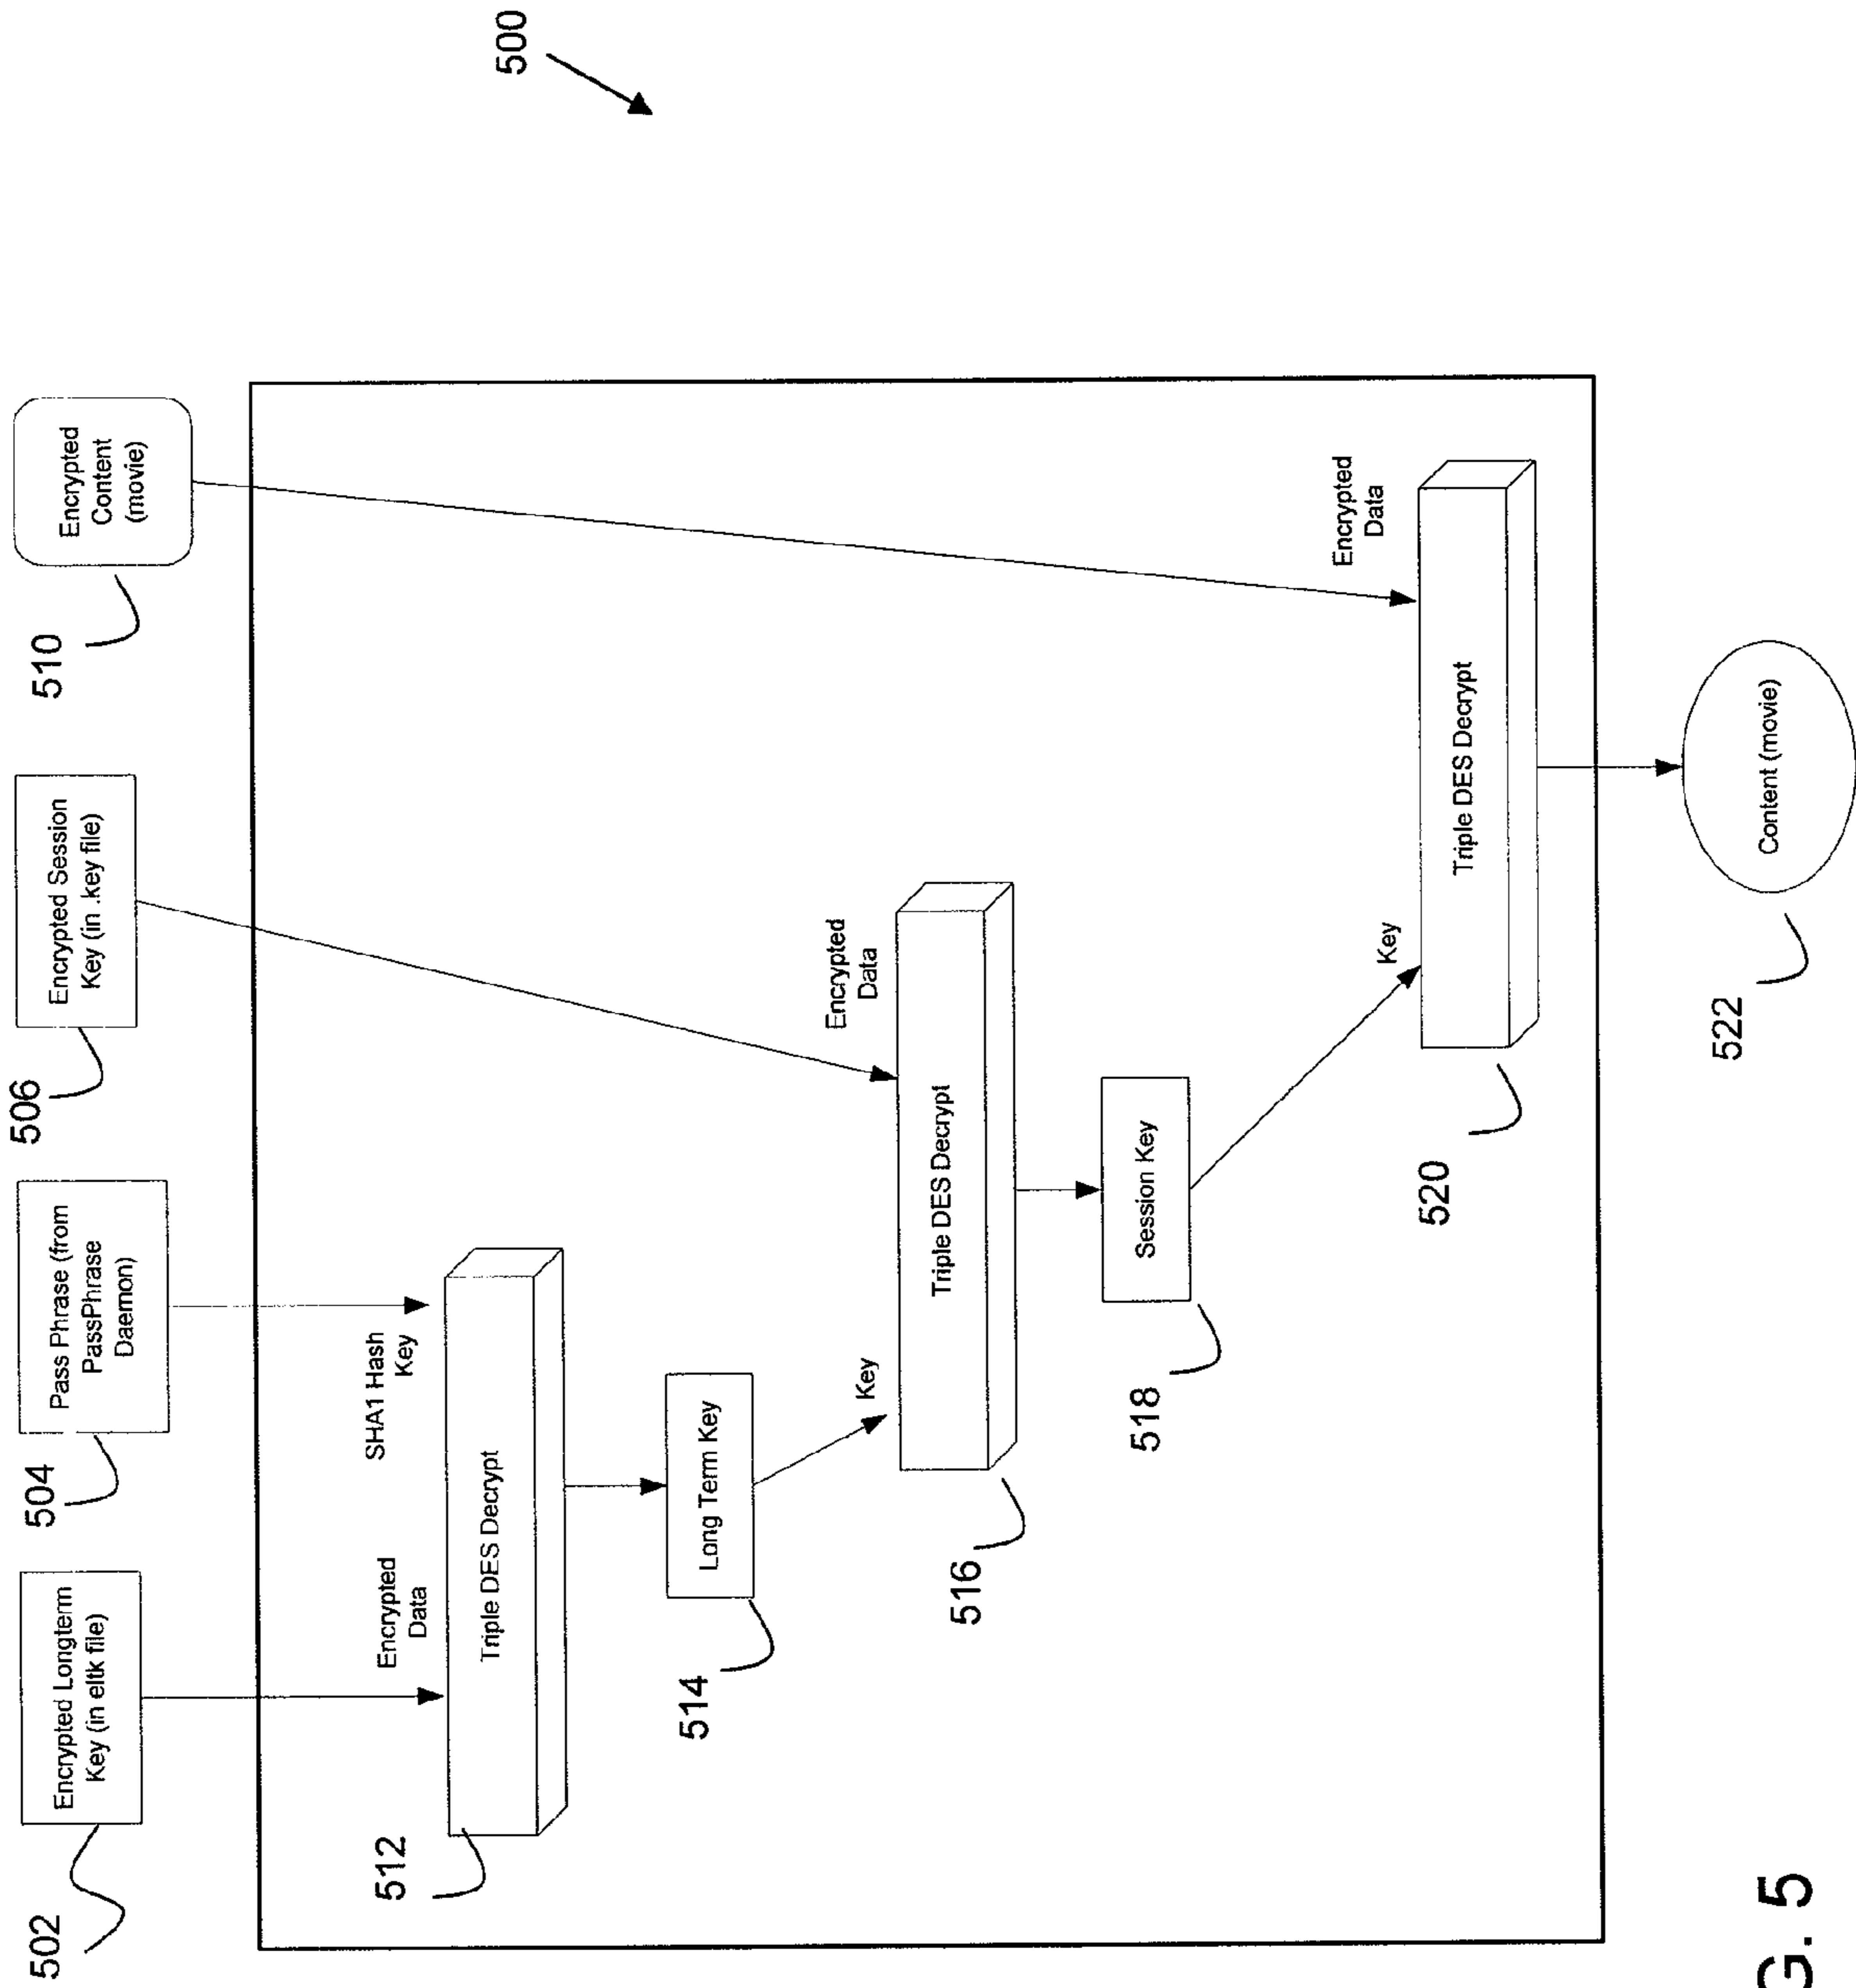 500
502
Encrypted Longterm
Key (in eltk file)
504
Pass Phrase (from
PassPhrase
Daemon)
506
Encrypted Session
Key (in .key file)
510
Encrypted
Content
(movie)
512
Encrypted
Data
SHA1 Hash
Key
Triple DES Decrypt
514
Long Term Key
Key
Encrypted
Data
516
Triple DES Decrypt
518
Session Key
Key
Encrypted
Data
520
Triple DES Decrypt
522
Content (movie)
G. 5